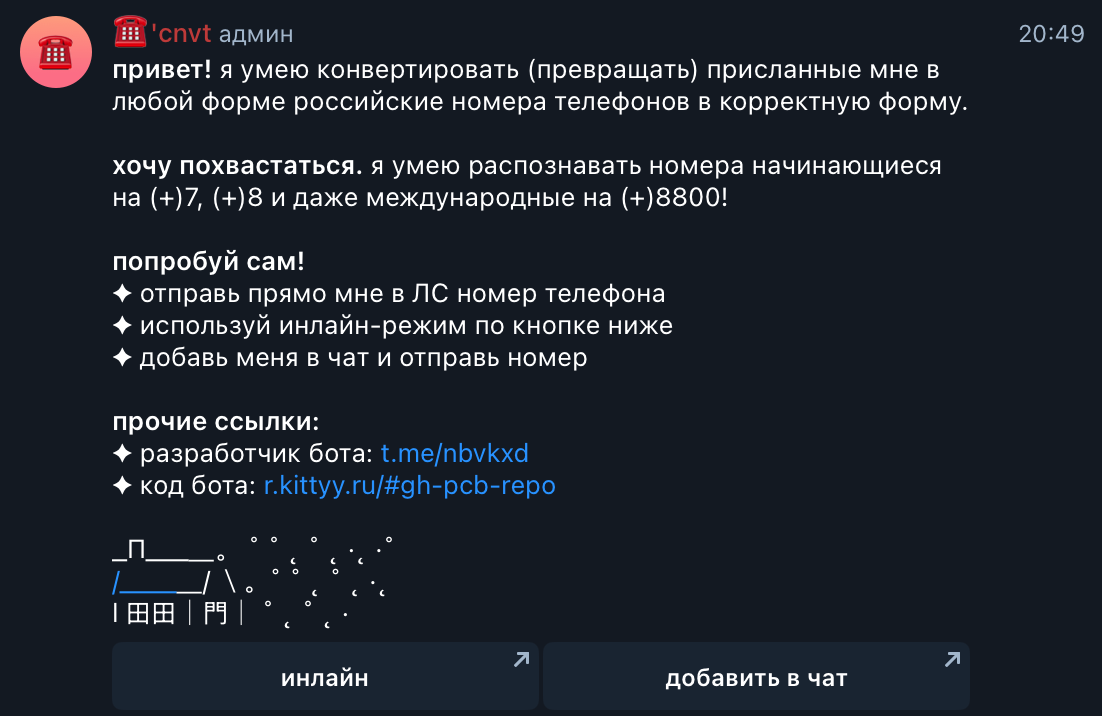 ☎️'cnvt админ 20:49
привет! я умею конвертировать (превращать) присланные мне в
любой форме российские номера телефонов в корректную форму.
хочу похвастаться. я умею распознавать номера начинающиеся
на (+)7, (+)8 и даже международные на (+)8800!
попробуй сам!
✦ отправь прямо мне в ЛС номер телефона
✦ используй инлайн-режим по кнопке ниже
✦ добавь меня в чат и отправь номер
прочие ссылки:
✦ разработчик бота: t.me/nbvkxd
✦ код бота: r.kittyy.ru/#gh-pcb-repo
_П_____。 ˚ ˚ ˛ ˚ ˛ ·˛ ·˚
/______/ \ 。˚ ˚ ˛ ˚ ˛ ·˛
l 田田｜門｜ ˚ ˛ ˚ ˛ ·
инлайн
добавить в чат